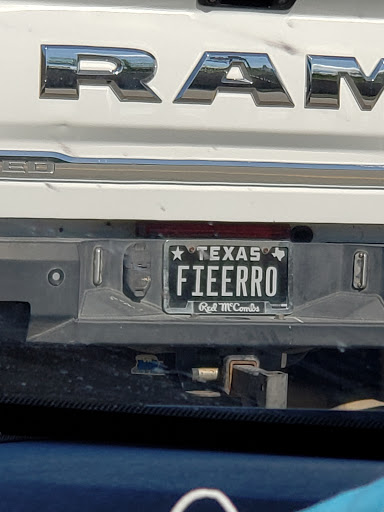 RAM
TEXAS
FIEERRO
Red McCombs